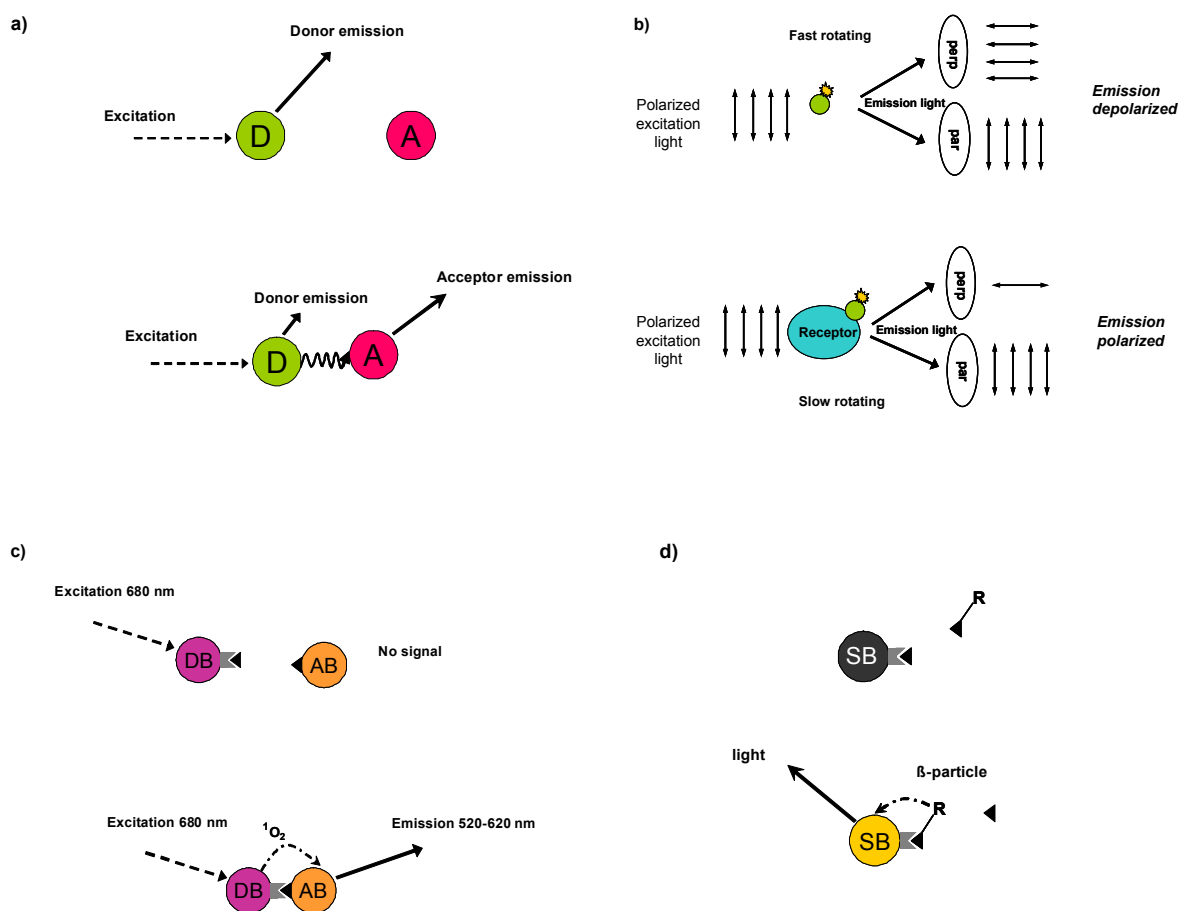 a)
Donor emission
Excitation
D
A
Acceptor emission
Donor emission
Excitation
D
A
b)
Fast rotating
Polarized
excitation
light
Emission light
perp
par
Emission
depolarized
Polarized
excitation
light
Receptor
Emission light
perp
par
Emission
polarized
Slow rotating
c)
Excitation 680 nm
DB
AB
No signal
Excitation 680 nm
¹O₂
Emission 520-620 nm
DB
AB
d)
R
SB
light
ß-particle
R
SB